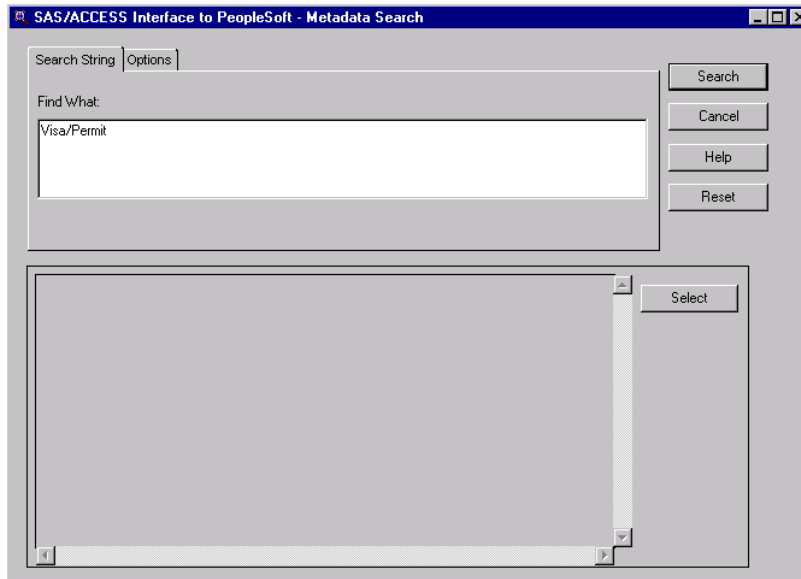 SAS/ACCESS Interface to PeopleSoft - Metadata Search
Search String
Options
Find What:
Visa/Permit
Search
Cancel
Help
Reset
Select